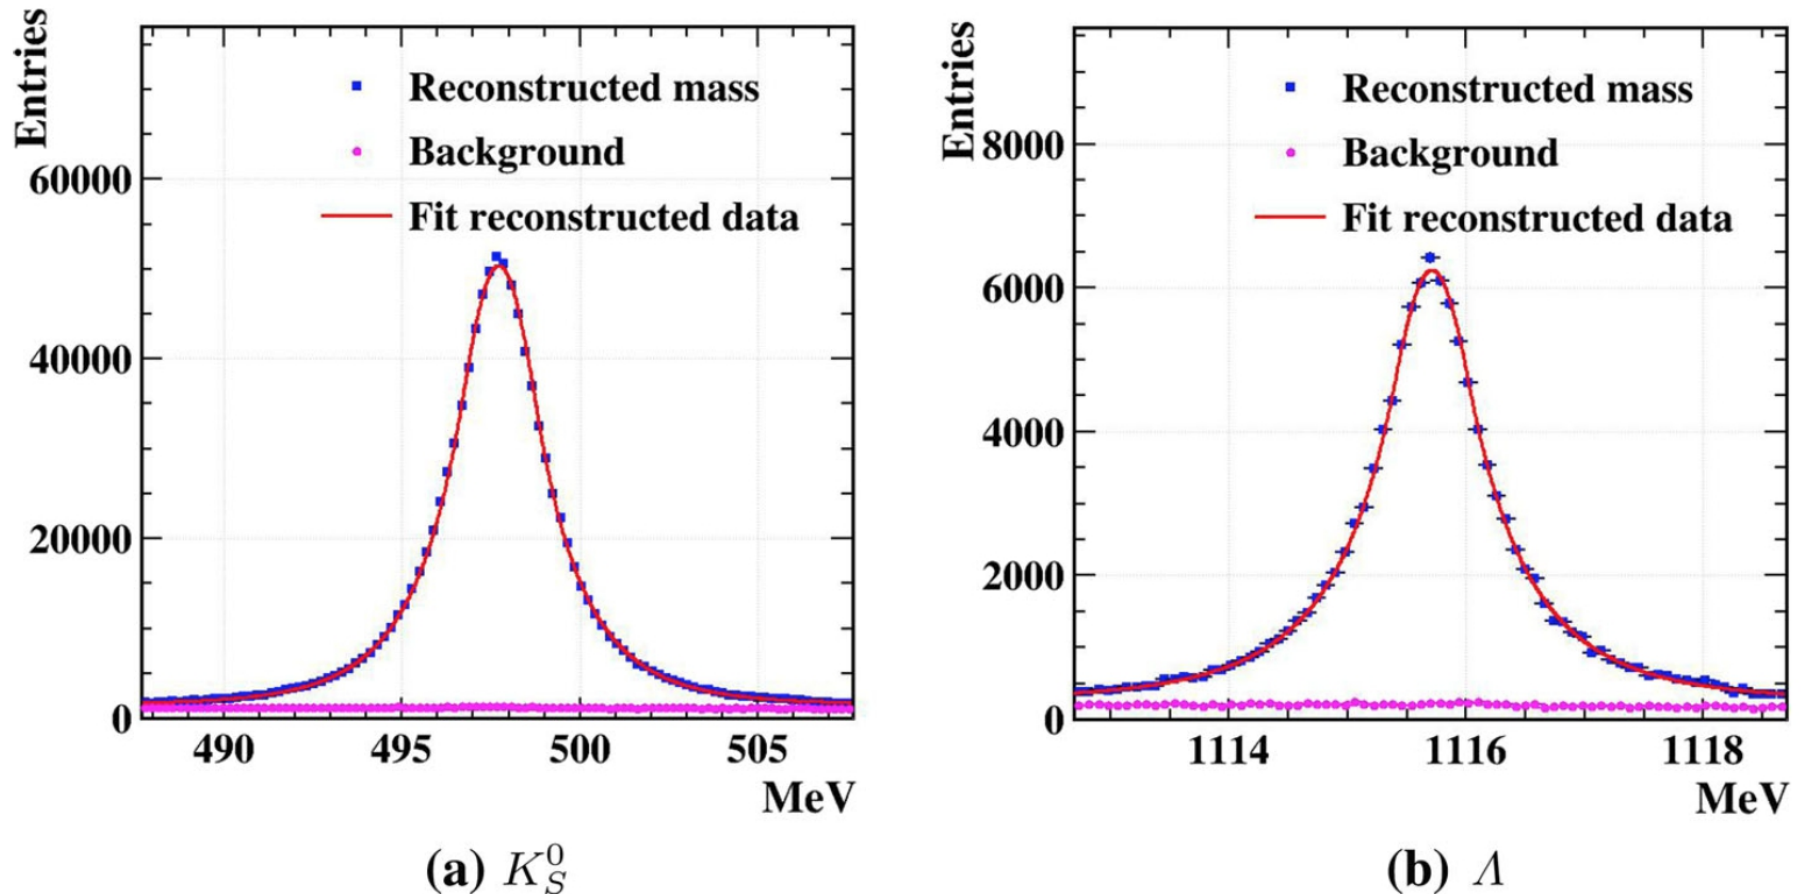 Entries
Reconstructed mass
Background
Fit reconstructed data
60000
40000
20000
0
490 495 500 505
MeV
(a) K_S^0
Entries
Reconstructed mass
Background
Fit reconstructed data
8000
6000
4000
2000
0
1114 1116 1118
MeV
(b) Λ